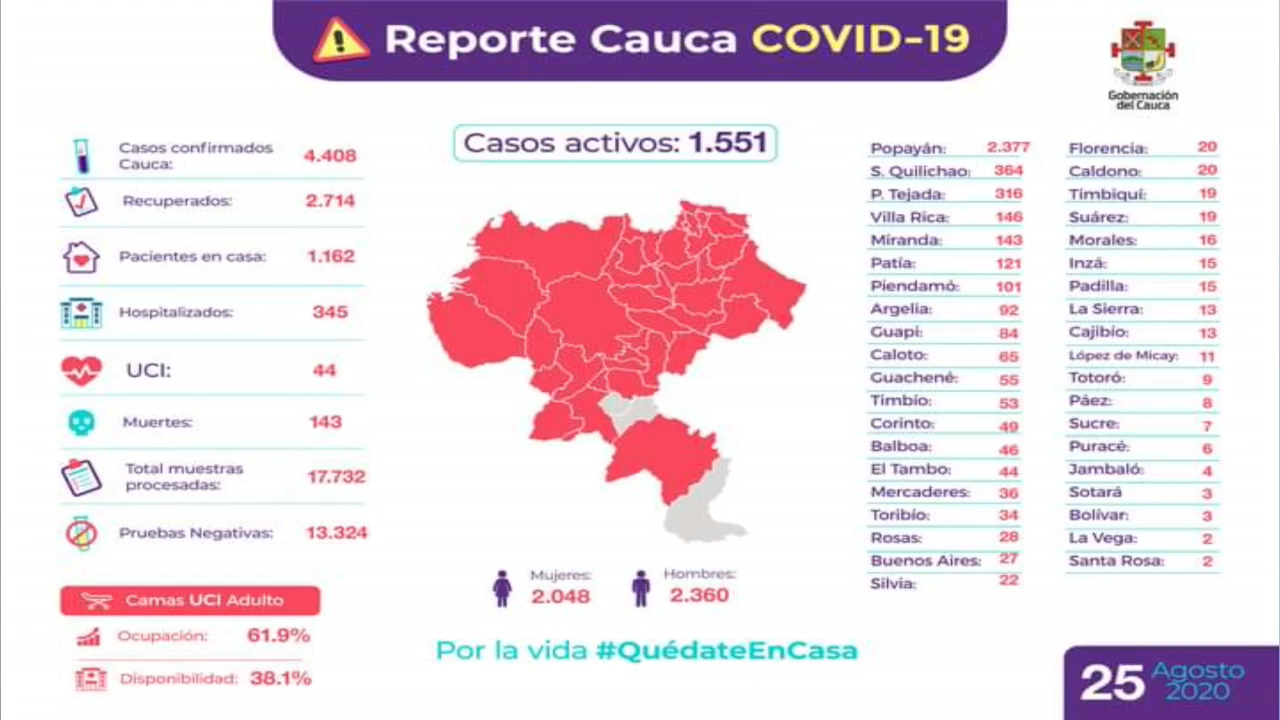 Reporte Cauca COVID-19
Gobernación
del Cauca
Casos confirmados
Cauca: 4.408
Recuperados: 2.714
Pacientes en casa: 1.162
Hospitalizados: 345
UCI: 44
Muertes: 143
Total muestras
procesadas: 17.732
Pruebas Negativas: 13.324
Camas UCI Adulto
Ocupación: 61.9%
Disponibilidad: 38.1%
Casos activos: 1.551
Mujeres: 2.048
Hombres: 2.360
Por la vida #QuédateEnCasa
Popayán: 2.377
S. Quilichao: 364
P. Tejada: 316
Villa Rica: 146
Miranda: 143
Patía: 121
Piendamó: 101
Argelia: 92
Guapi: 84
Caloto: 65
Guachené: 55
Timbío: 53
Corinto: 49
Balboa: 46
El Tambo: 44
Mercaderes: 36
Toribío: 34
Rosas: 28
Buenos Aires: 27
Silvia: 22
Florencia: 20
Caldono: 20
Timbiquí: 19
Suárez: 19
Morales: 16
Inzá: 15
Padilla: 15
La Sierra: 13
Cajibío: 13
López de Micay: 11
Totoró: 9
Páez: 8
Sucre: 7
Puracé: 6
Jambaló: 4
Sotará 3
Bolívar: 3
La Vega: 2
Santa Rosa: 2
25 Agosto
2020